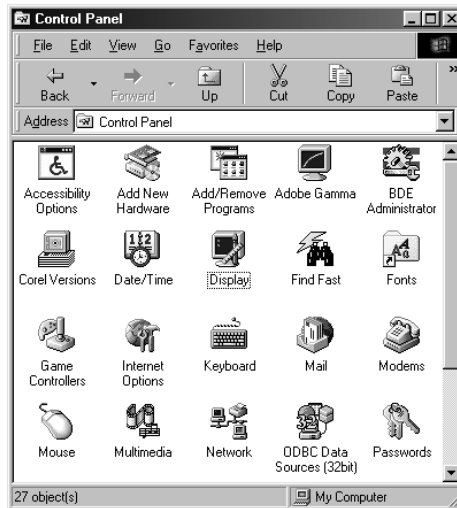 Control Panel
File Edit View Go Favorites Help
Back Forward Up Cut Copy Paste »
Address Control Panel
Accessibility Options
Add New Hardware
Add/Remove Programs
Adobe Gamma
BDE Administrator
Corel Versions
Date/Time
Display
Find Fast
Fonts
Game Controllers
Internet Options
Keyboard
Mail
Modems
Mouse
Multimedia
Network
ODBC Data Sources (32bit)
Passwords
27 object(s) My Computer